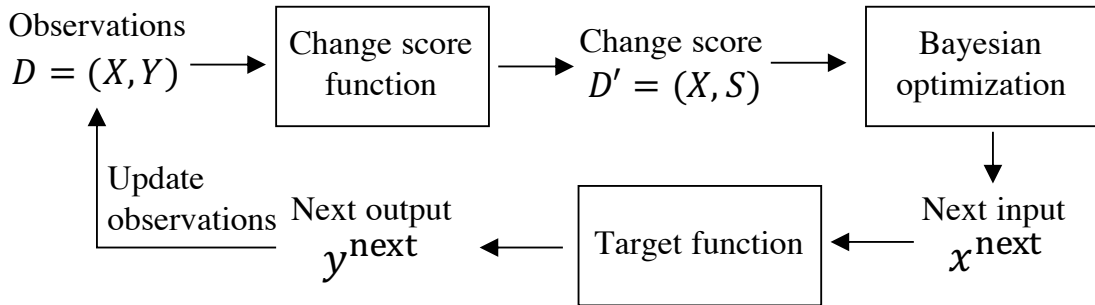 Observations
D = (X, Y)
Change score
function
Change score
D′ = (X, S)
Bayesian
optimization
Next input
x^next
Target function
Next output
y^next
Update
observations